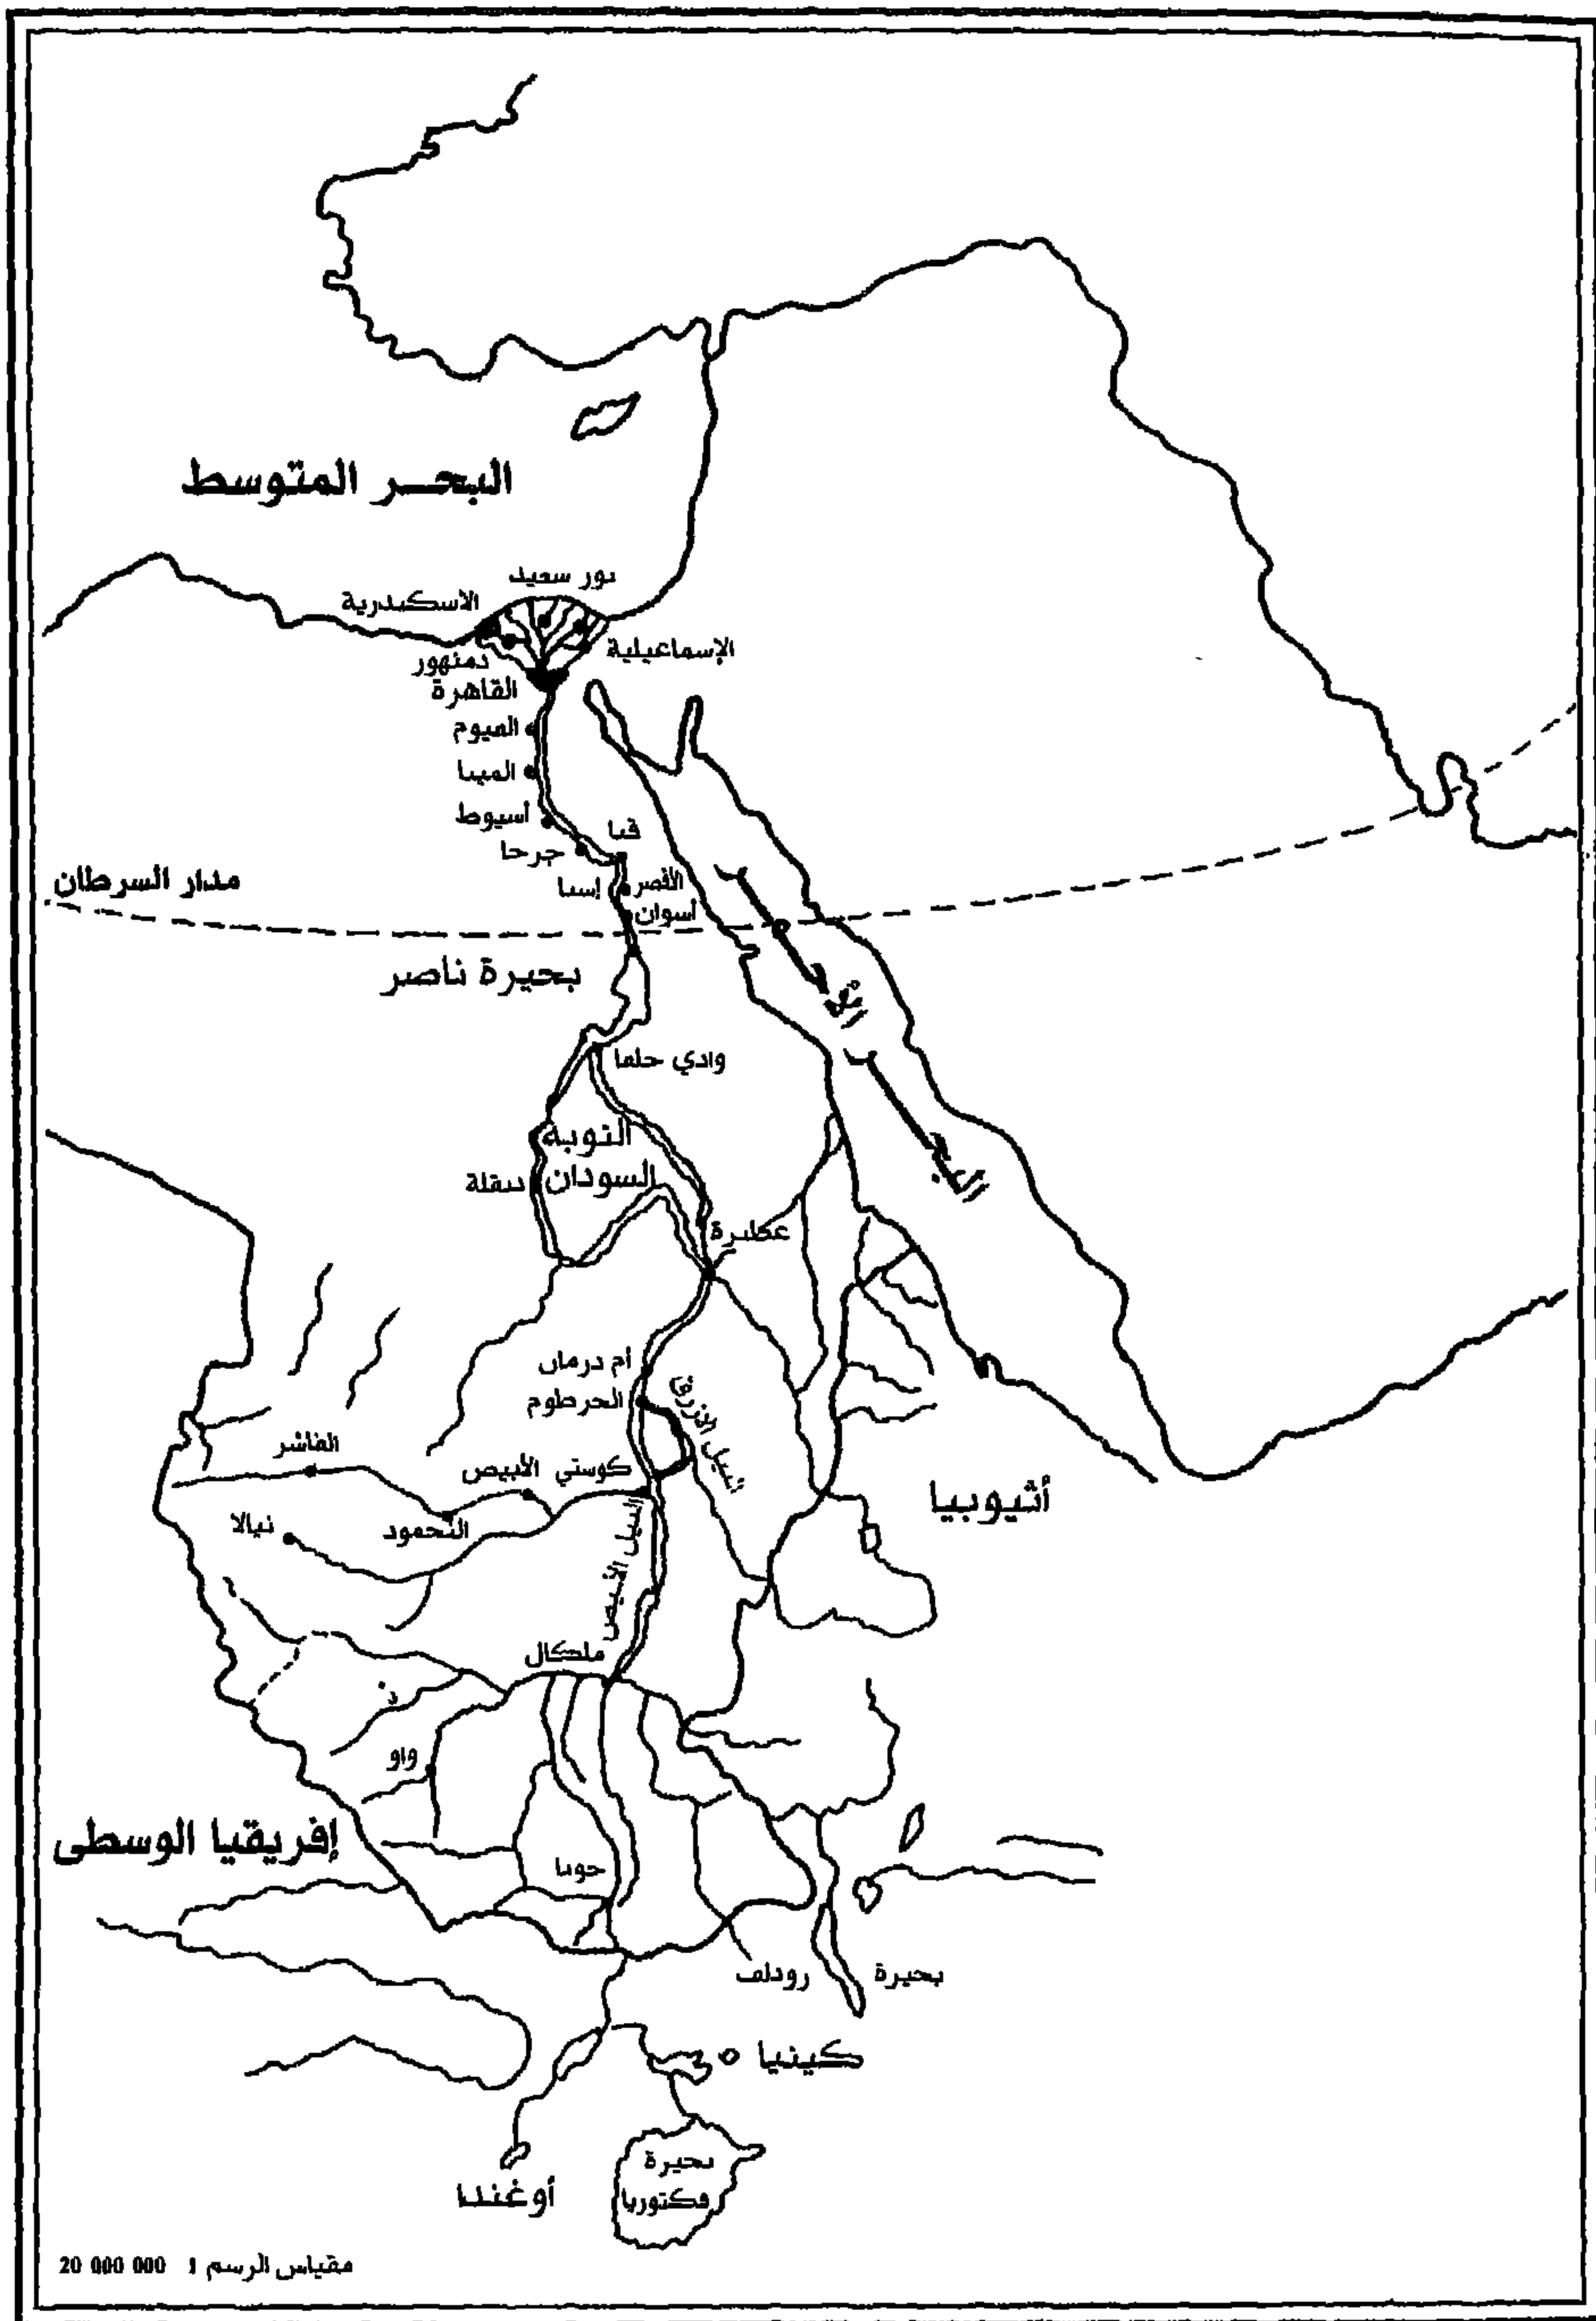 البحر المتوسط
بور سعيد
الاسكندرية
الإسماعيلية
دمنهور
القاهرة
الفيوم
المنيا
أسيوط
قنا
جرجا
الأقصر
إسنا
أسوان
مدار السرطان
بحيرة ناصر
البحر الأحمر
وادي حلفا
النوبة
السودان
دنقلة
عطبرة
أم درمان
الخرطوم
النيل الأزرق
الفاشر
كوستي الأبيض
أثيوبيا
النيل الأبيض
نيالا
ملكال
واو
إفريقيا الوسطى
جوبا
بحيرة رودلف
كينيا
بحيرة
فكتوريا
أوغندا
مقياس الرسم 1 000 000 20